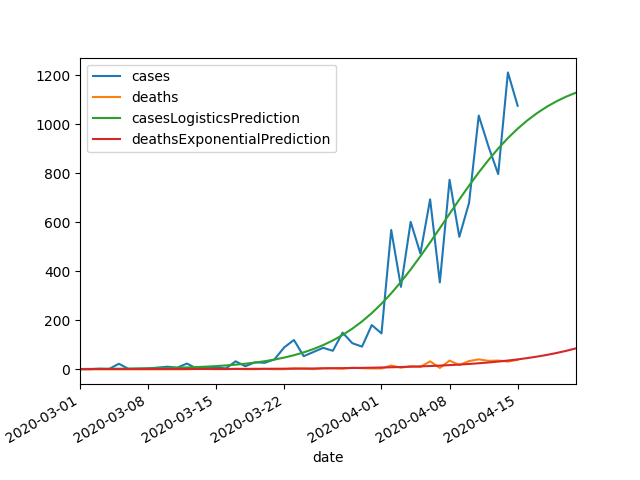 1200
1000
800
600
400
200
0
cases
deaths
casesLogisticsPrediction
deathsExponentialPrediction
2020-03-01
2020-03-08
2020-03-15
2020-03-22
2020-04-01
2020-04-08
2020-04-15
date